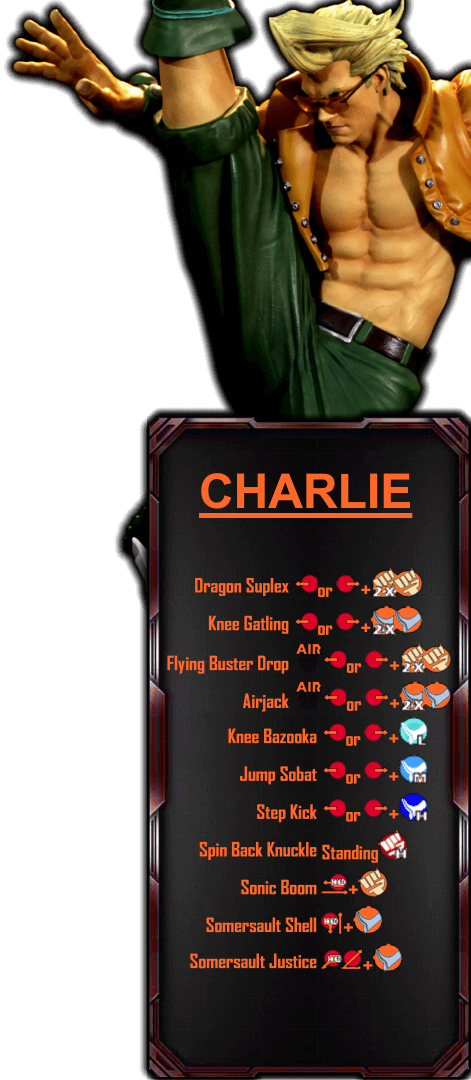 CHARLIE
Dragon Suplex or + 2X
Knee Gatling or + 2X
Flying Buster Drop AIR or + 2X
Airjack AIR or + 2X
Knee Bazooka or + L
Jump Sobat or + M
Step Kick or + H
Spin Back Knuckle Standing H
Sonic Boom HOLD +
Somersault Shell HOLD +
Somersault Justice HOLD +